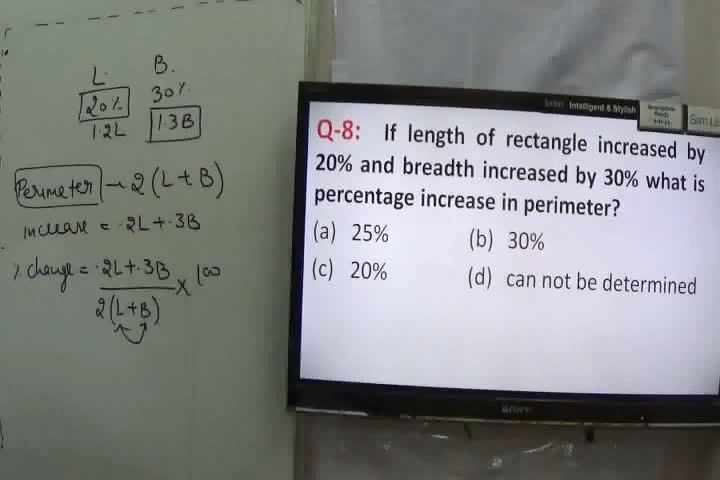 L. B.
20% 30%
1.2L 1.3B
Perimeter → 2(L+B)
increase = .2L+.3B
% change = .2L+.3B / 2(L+B) × 100
Intelligent & Stylish
Q-8: If length of rectangle increased by
20% and breadth increased by 30% what is
percentage increase in perimeter?
(a) 25% (b) 30%
(c) 20% (d) can not be determined
SONY